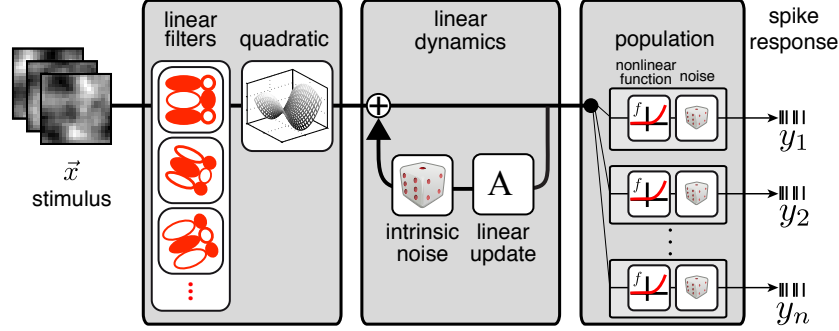 linear
filters
quadratic
linear
dynamics
population
spike
response
nonlinear
function
noise
f
y1
x⃗
stimulus
A
intrinsic
noise
linear
update
f
y2
f
yn